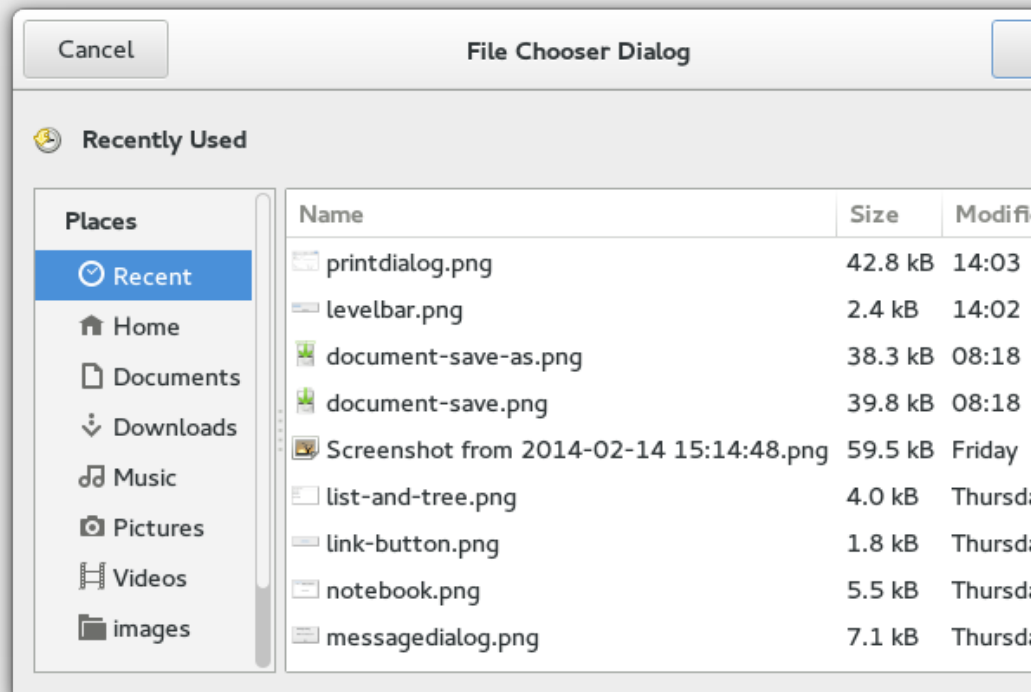 Cancel File Chooser Dialog
Recently Used
Places
Recent
Home
Documents
Downloads
Music
Pictures
Videos
images
Name Size
printdialog.png 42.8 kB 14:03
levelbar.png 2.4 kB 14:02
document-save-as.png 38.3 kB 08:18
document-save.png 39.8 kB 08:18
Screenshot from 2014-02-14 15:14:48.png 59.5 kB Friday
list-and-tree.png 4.0 kB
link-button.png 1.8 kB
notebook.png 5.5 kB
messagedialog.png 7.1 kB